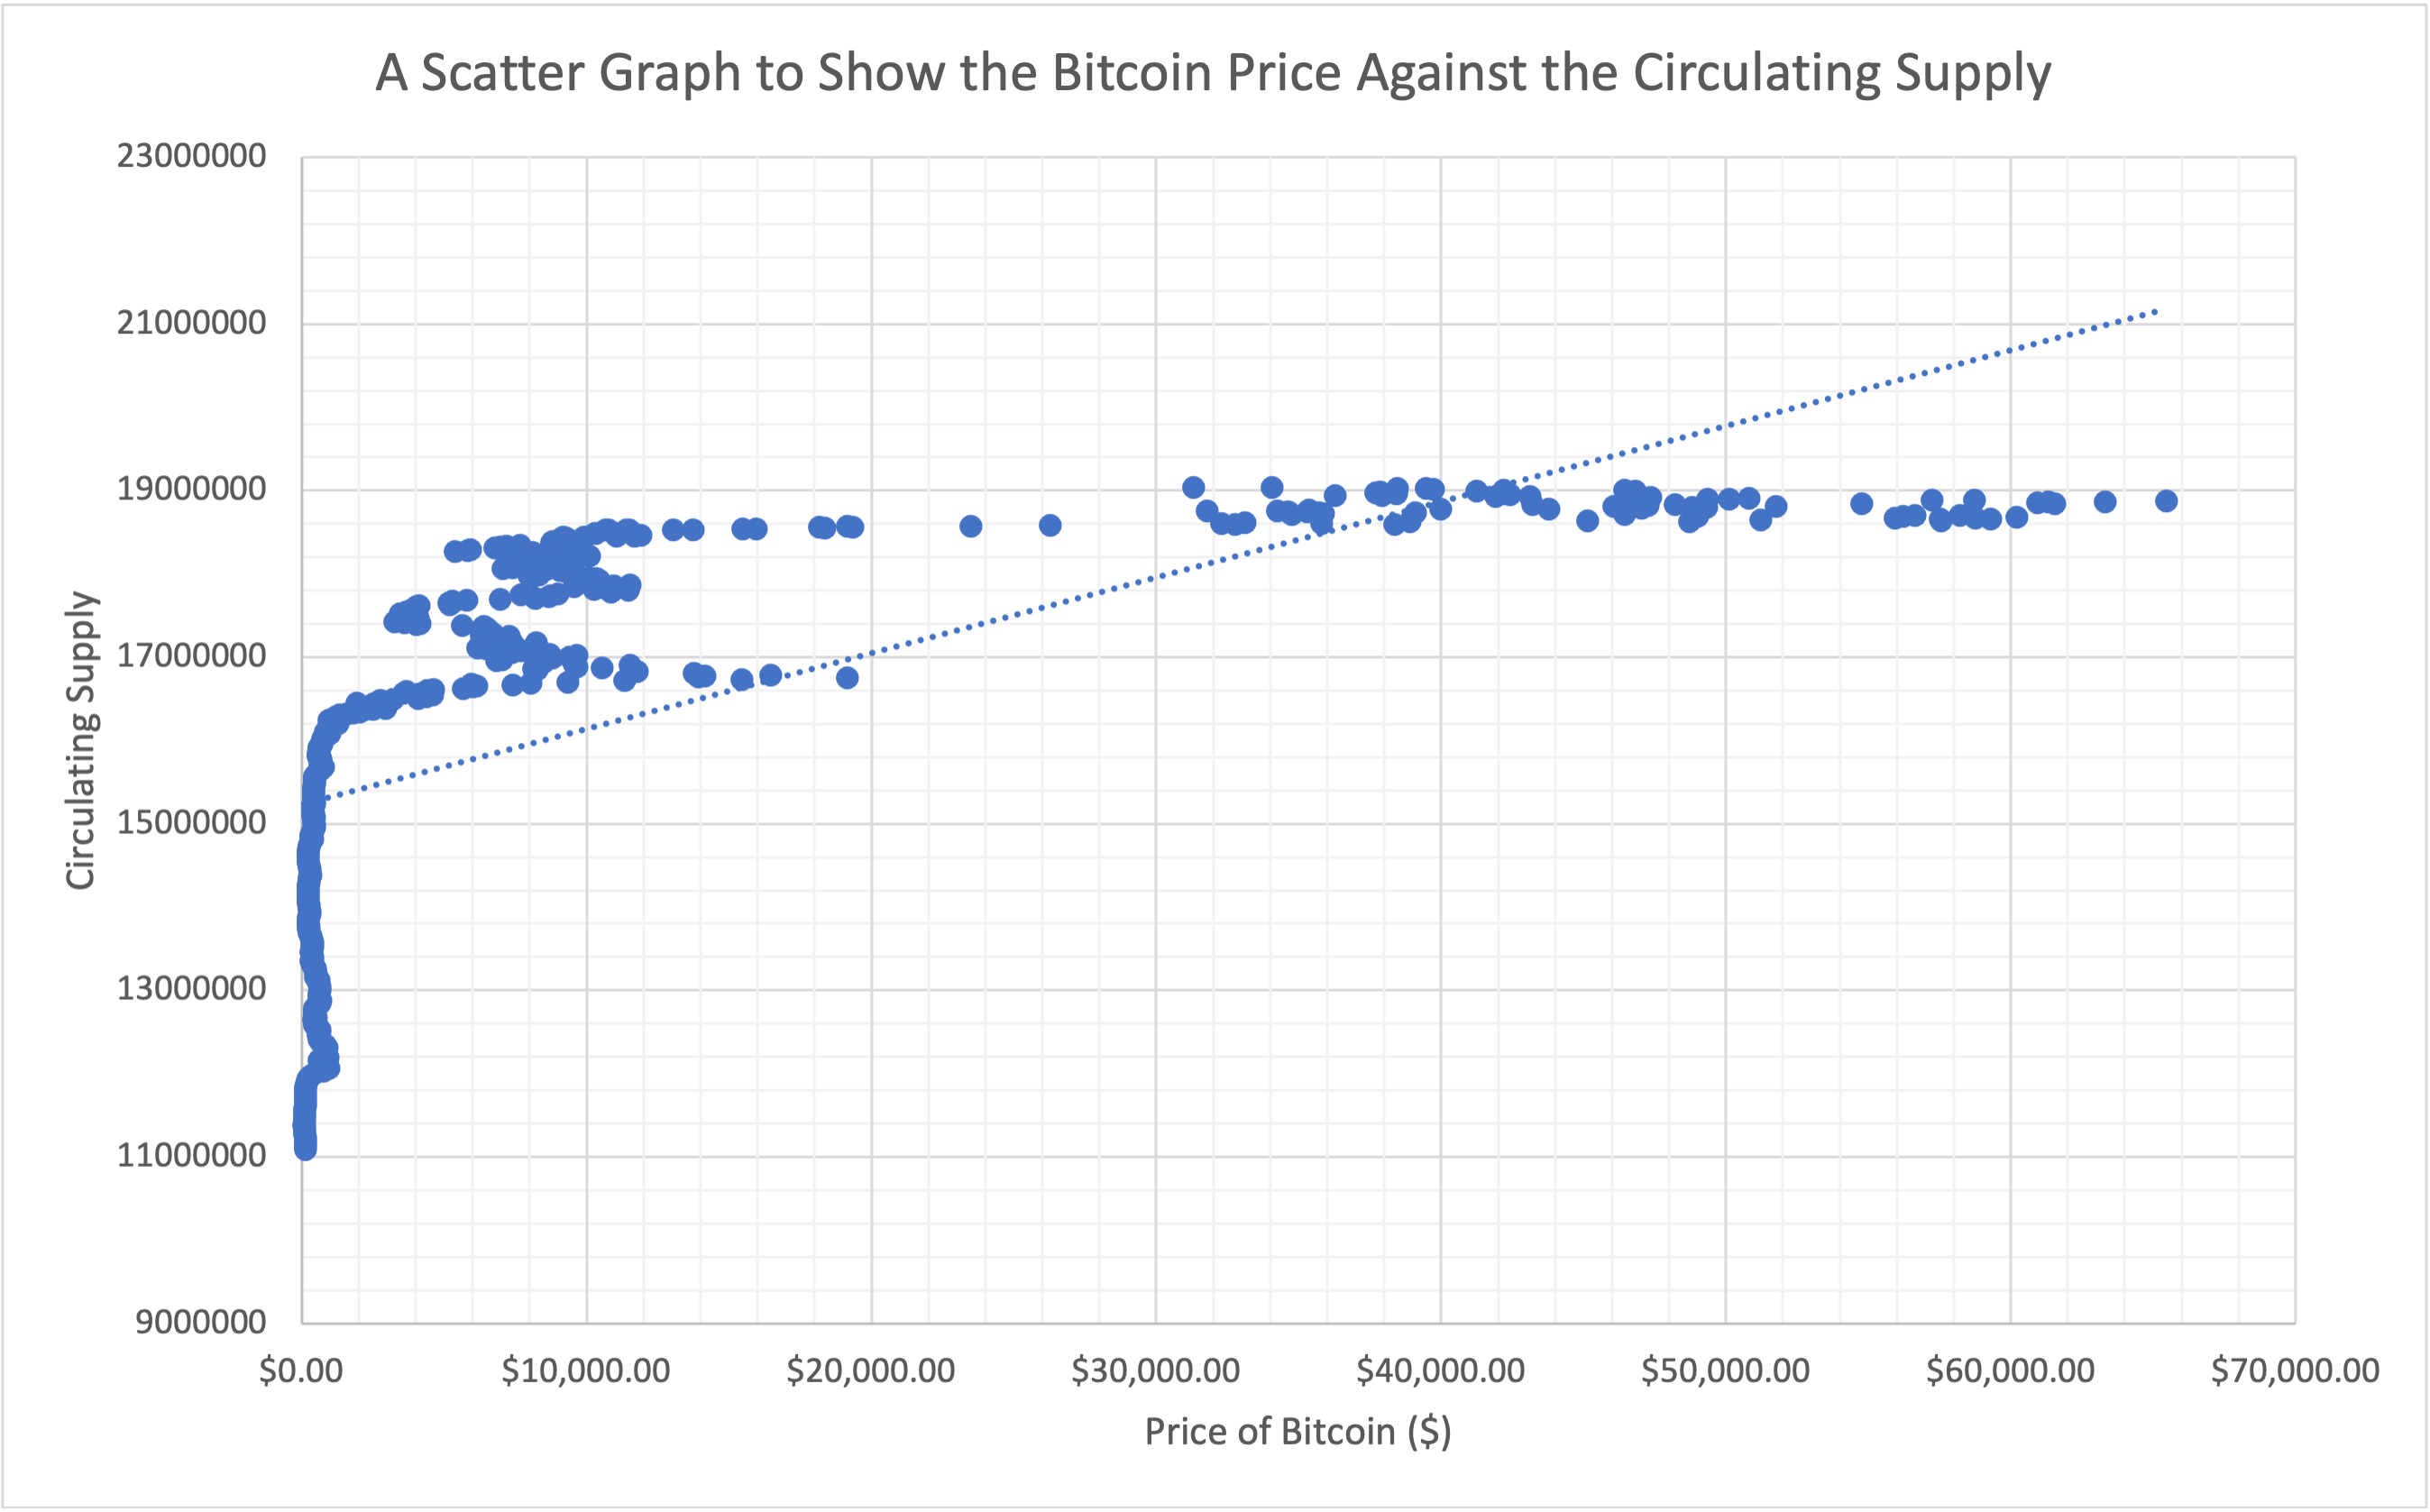 A Scatter Graph to Show the Bitcoin Price Against the Circulating Supply
23000000
21000000
19000000
17000000
15000000
13000000
11000000
9000000
Circulating Supply
$0.00 $10,000.00 $20,000.00 $30,000.00 $40,000.00 $50,000.00 $60,000.00 $70,000.00
Price of Bitcoin ($)